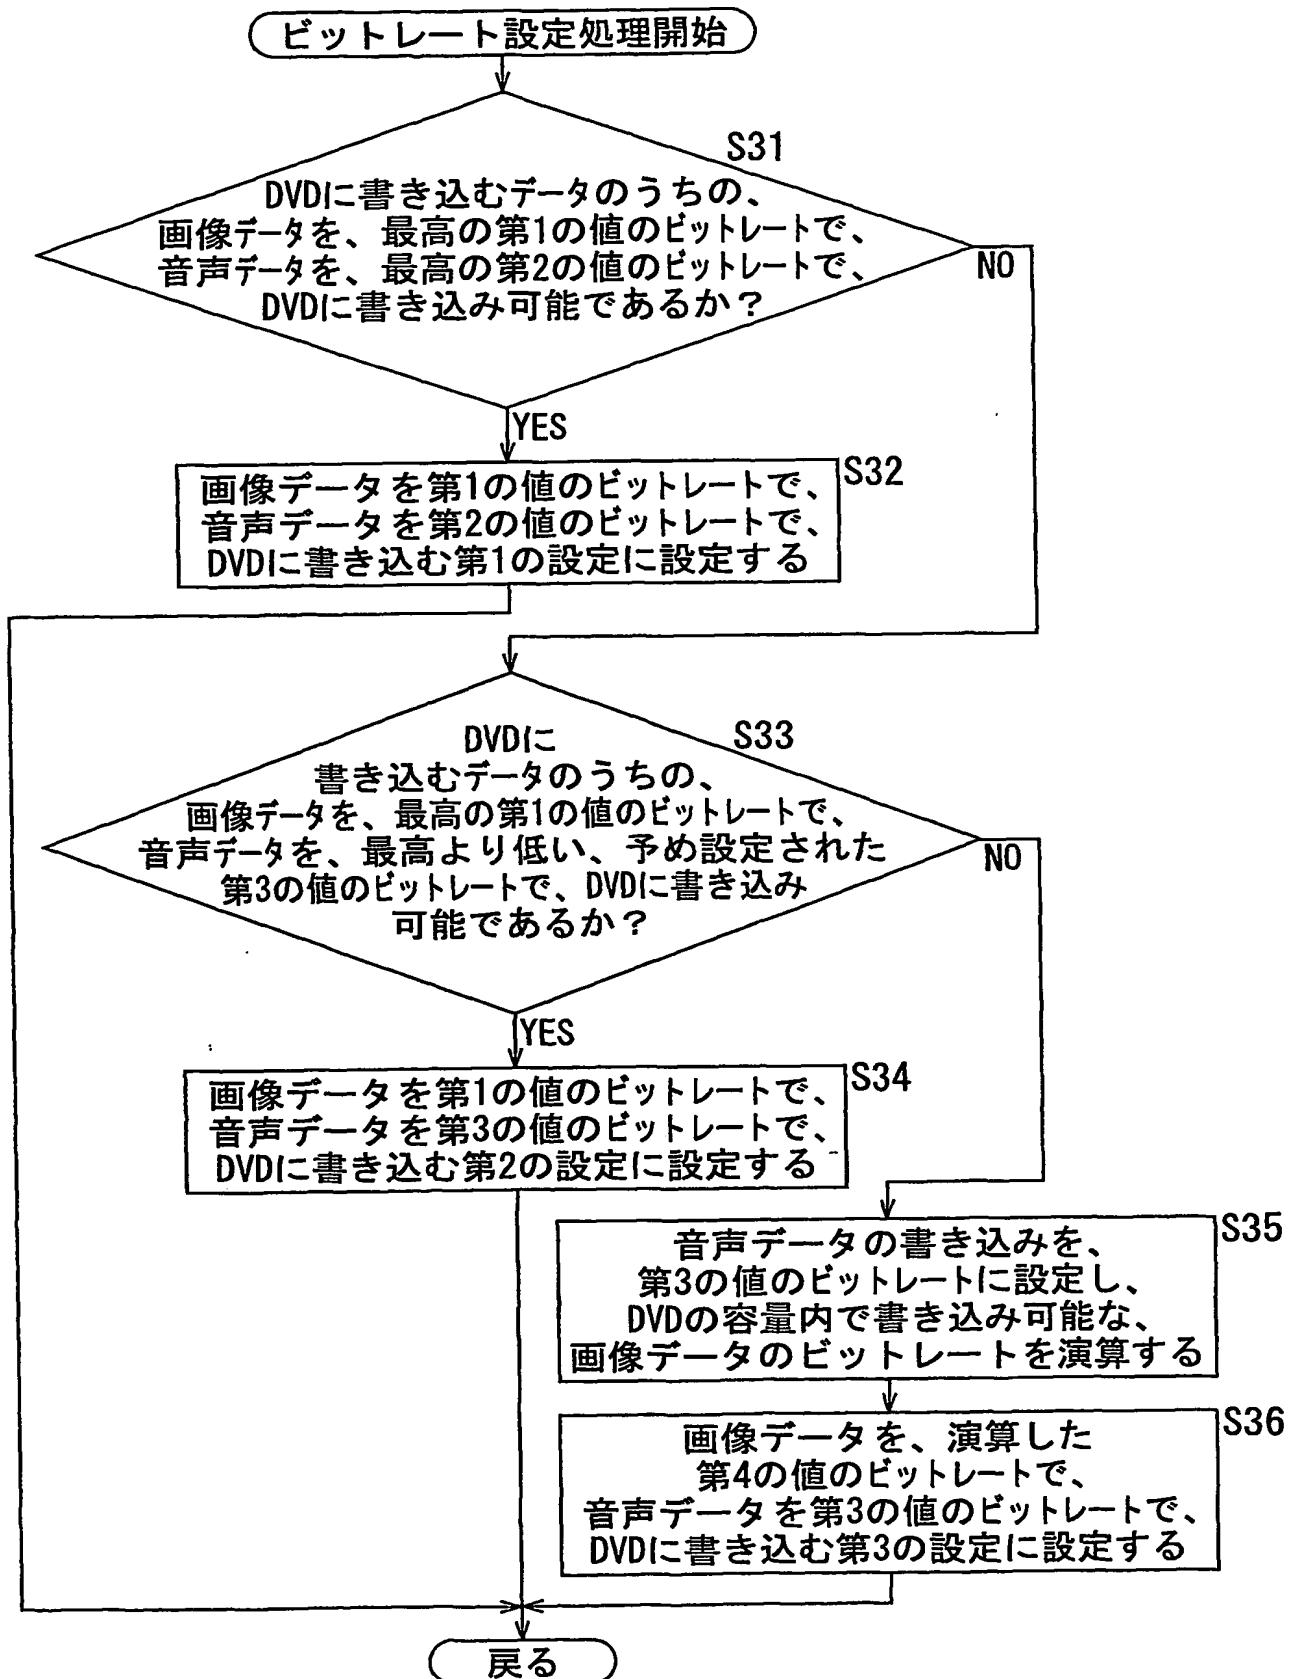 ビットレート設定処理開始
S31
DVDに書き込むデータのうちの、
画像データを、最高の第1の値のビットレートで、
音声データを、最高の第2の値のビットレートで、
DVDに書き込み可能であるか？
NO
YES
S32
画像データを第1の値のビットレートで、
音声データを第2の値のビットレートで、
DVDに書き込む第1の設定に設定する
S33
DVDに
書き込むデータのうちの、
画像データを、最高の第1の値のビットレートで、
音声データを、最高より低い、予め設定された
第3の値のビットレートで、DVDに書き込み
可能であるか？
NO
YES
S34
画像データを第1の値のビットレートで、
音声データを第3の値のビットレートで、
DVDに書き込む第2の設定に設定する
S35
音声データの書き込みを、
第3の値のビットレートに設定し、
DVDの容量内で書き込み可能な、
画像データのビットレートを演算する
S36
画像データを、演算した
第4の値のビットレートで、
音声データを第3の値のビットレートで、
DVDに書き込む第3の設定に設定する
戻る